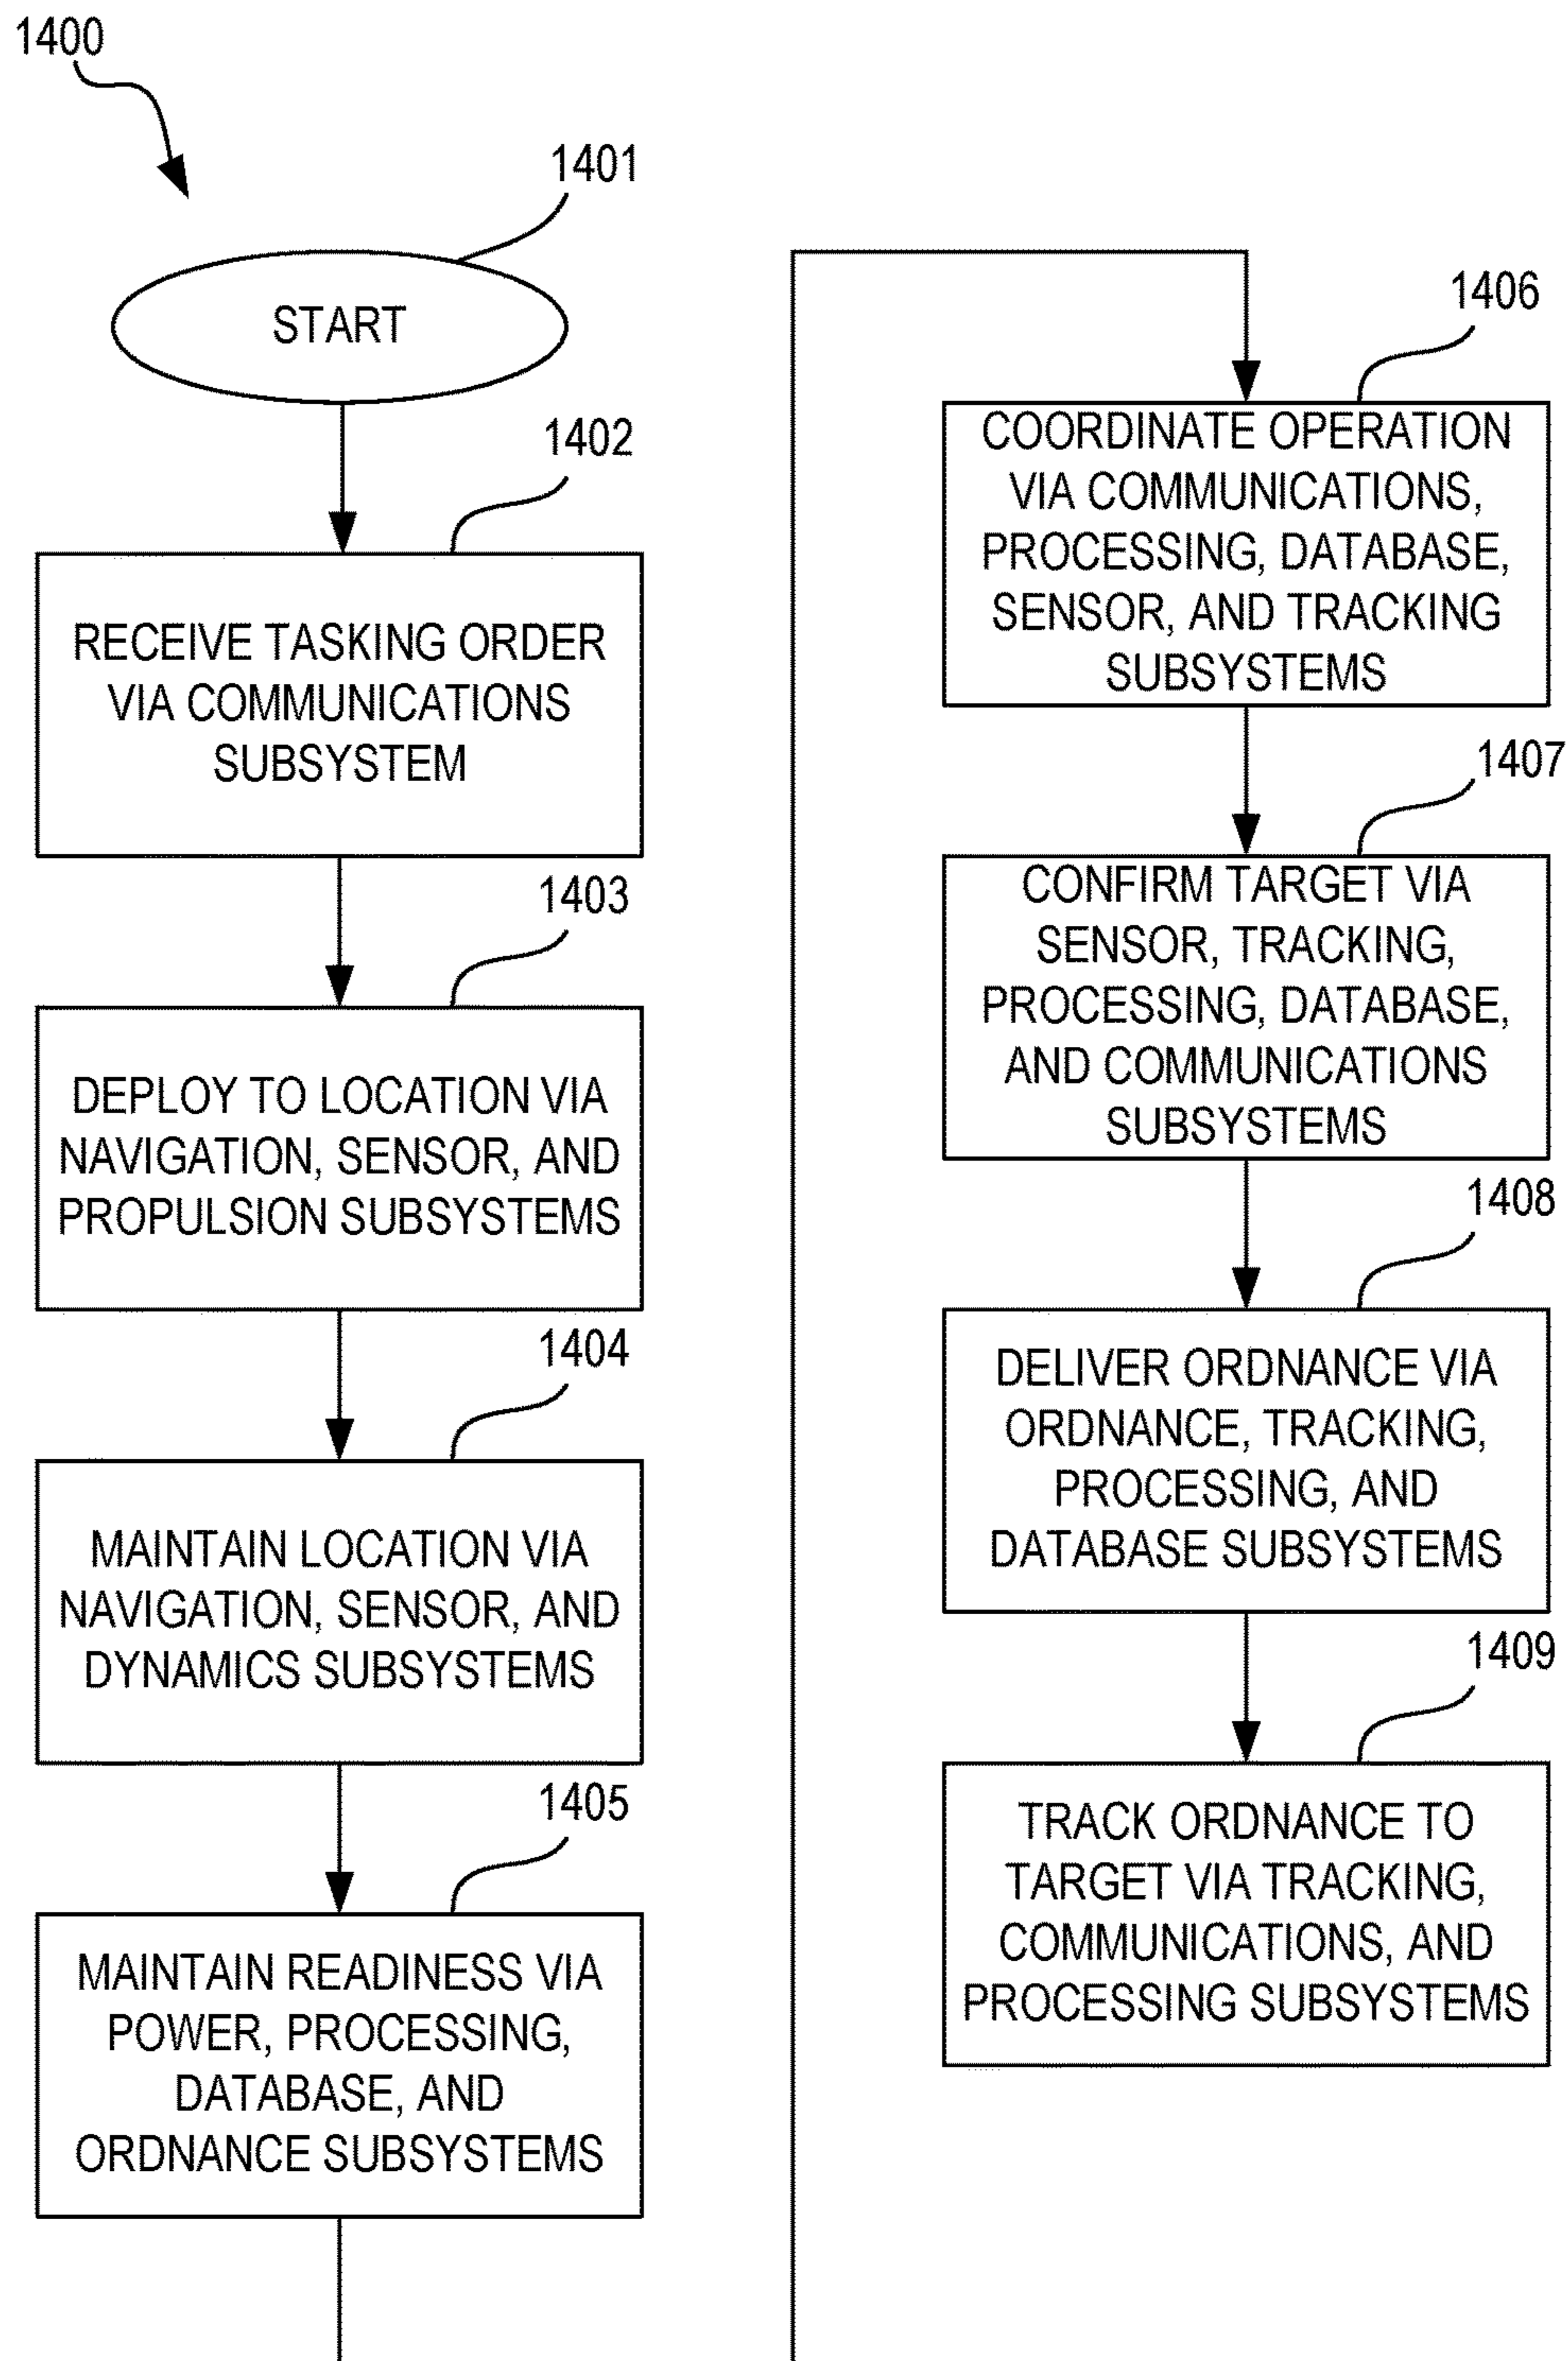 1400
1401
START
1402
RECEIVE TASKING ORDER
VIA COMMUNICATIONS
SUBSYSTEM
1403
DEPLOY TO LOCATION VIA
NAVIGATION, SENSOR, AND
PROPULSION SUBSYSTEMS
1404
MAINTAIN LOCATION VIA
NAVIGATION, SENSOR, AND
DYNAMICS SUBSYSTEMS
1405
MAINTAIN READINESS VIA
POWER, PROCESSING,
DATABASE, AND
ORDNANCE SUBSYSTEMS
1406
COORDINATE OPERATION
VIA COMMUNICATIONS,
PROCESSING, DATABASE,
SENSOR, AND TRACKING
SUBSYSTEMS
1407
CONFIRM TARGET VIA
SENSOR, TRACKING,
PROCESSING, DATABASE,
AND COMMUNICATIONS
SUBSYSTEMS
1408
DELIVER ORDNANCE VIA
ORDNANCE, TRACKING,
PROCESSING, AND
DATABASE SUBSYSTEMS
1409
TRACK ORDNANCE TO
TARGET VIA TRACKING,
COMMUNICATIONS, AND
PROCESSING SUBSYSTEMS